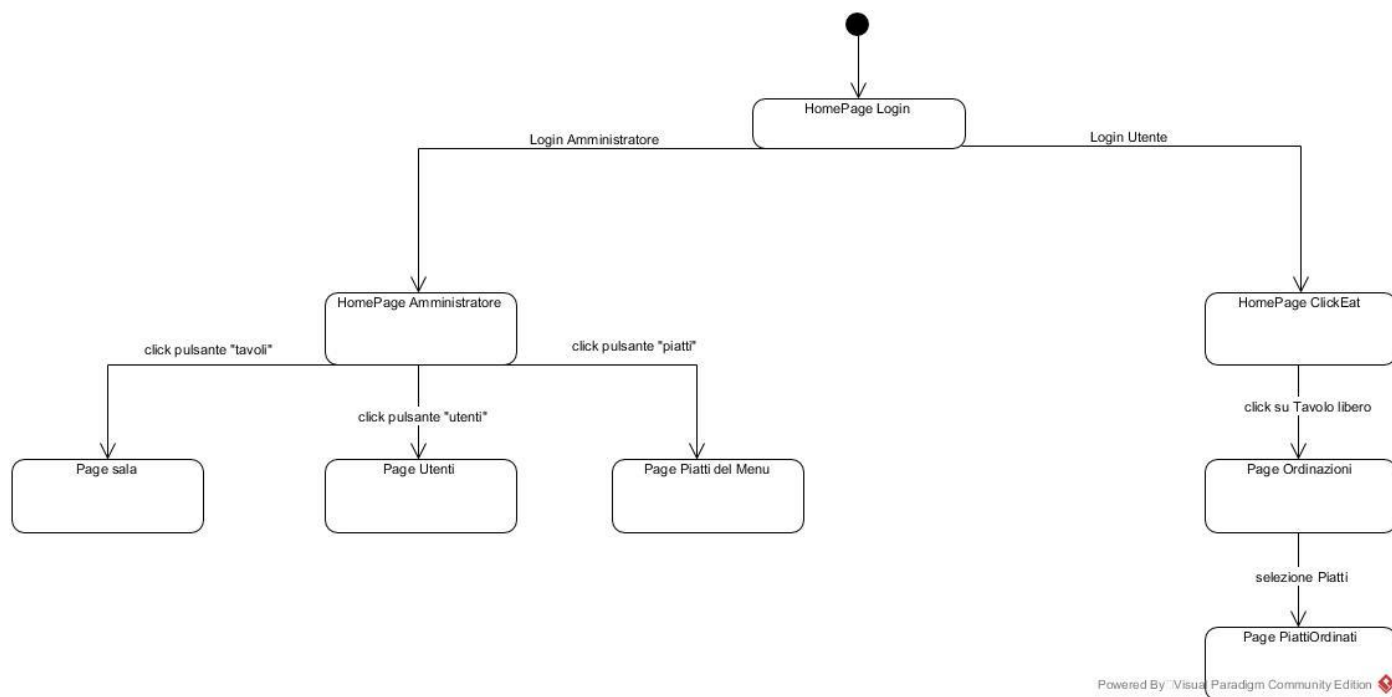 HomePage Login
Login Amministratore
Login Utente
HomePage Amministratore
HomePage ClickEat
click pulsante "tavoli"
click pulsante "piatti"
click pulsante "utenti"
click su Tavolo libero
Page sala
Page Utenti
Page Piatti del Menu
Page Ordinazioni
selezione Piatti
Page PiattiOrdinati
Powered By Visual Paradigm Community Edition